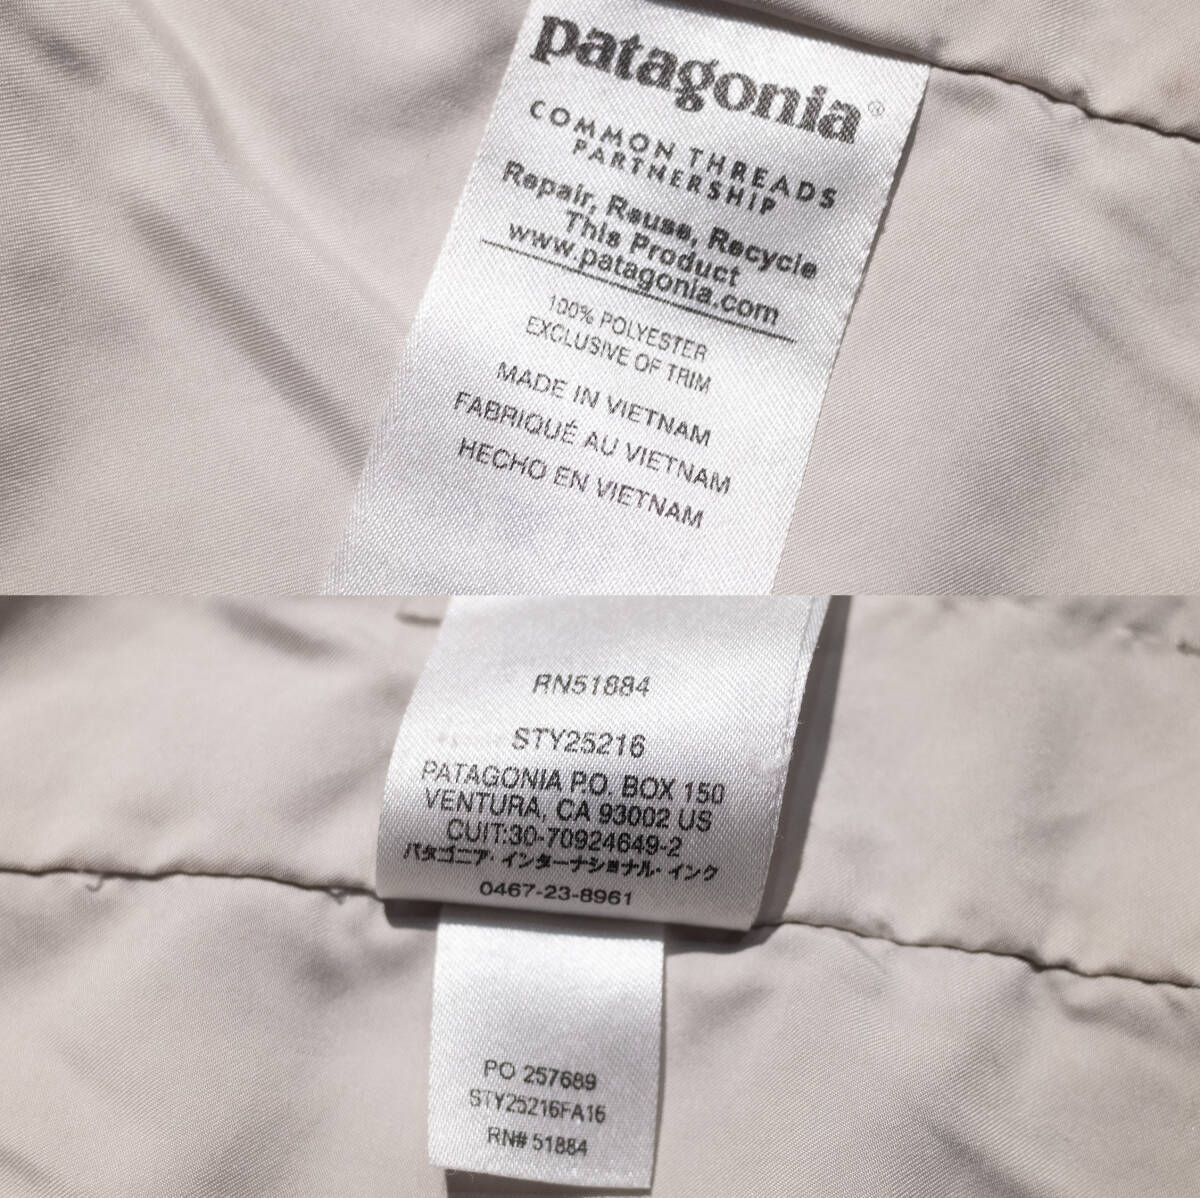 patagonia®
COMMON THREADS
PARTNERSHIP
Repair, Reuse, Recycle
This Product
www.patagonia.com
100% POLYESTER
EXCLUSIVE OF TRIM
MADE IN VIETNAM
FABRIQUÉ AU VIETNAM
HECHO EN VIETNAM
RN51884
STY25216
PATAGONIA P.O. BOX 150
VENTURA, CA 93002 US
CUIT:30-70924649-2
パタゴニア・インターナショナル・インク
0467-23-8961
PO 257689
STY25216FA16
RN# 51884